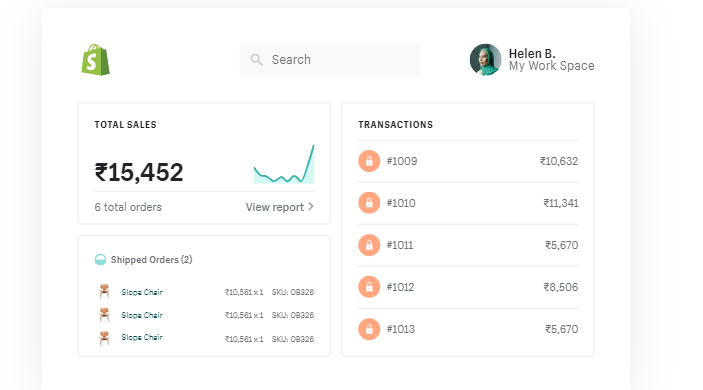 Search
Helen B.
My Work Space
TOTAL SALES
₹15,452
6 total orders View report
Shipped Orders (2)
Slope Chair ₹10,561 x 1 SKU: OB326
Slope Chair ₹10,561 x 1 SKU: OB326
Slope Chair ₹10,561 x 1 SKU: OB326
TRANSACTIONS
#1009 ₹10,632
#1010 ₹11,341
#1011 ₹5,670
#1012 ₹8,506
#1013 ₹5,670